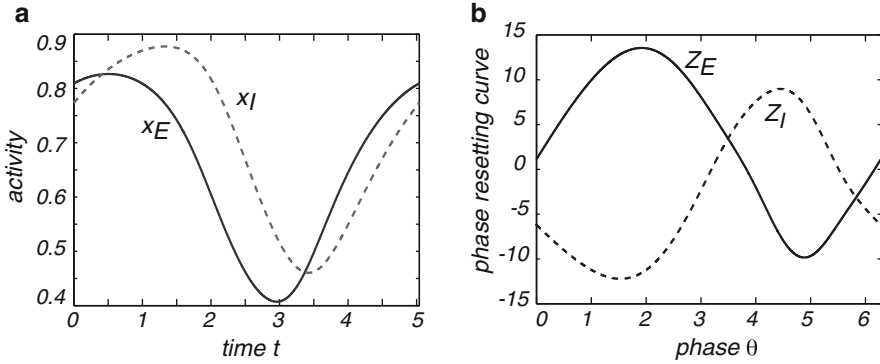 a
0.9
0.8
0.7
0.6
0.5
0.4
activity
0 1 2 3 4 5
time t
xE
xI
b
15
10
5
0
-5
-10
-15
phase resetting curve
0 1 2 3 4 5 6
phase θ
ZE
ZI